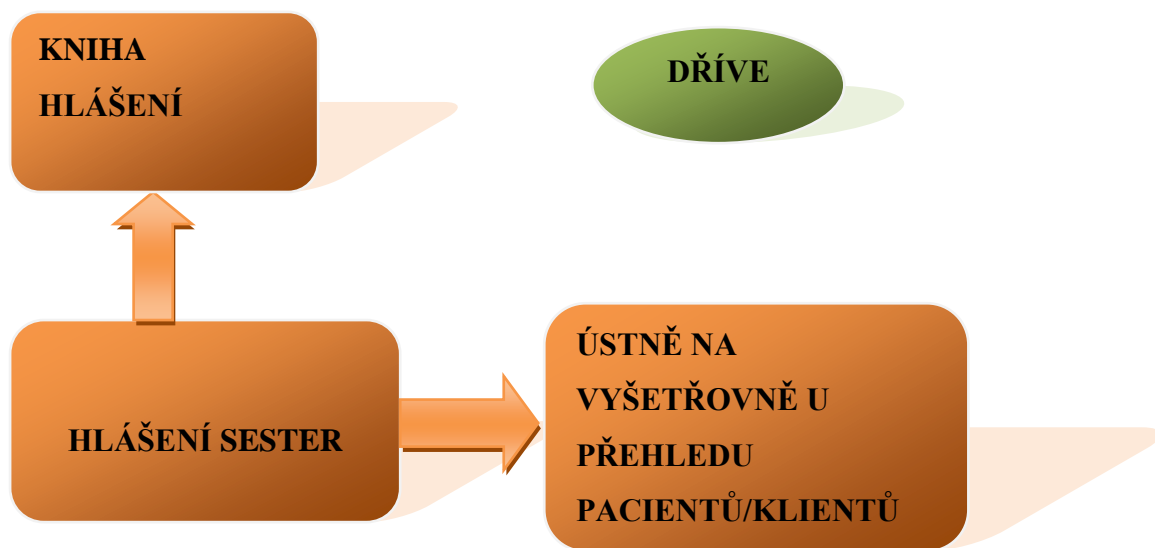 KNIHA
HLÁŠENÍ
DŘÍVE
HLÁŠENÍ SESTER
ÚSTNĚ NA
VYŠETŘOVNĚ U
PŘEHLEDU
PACIENTŮ/KLIENTŮ